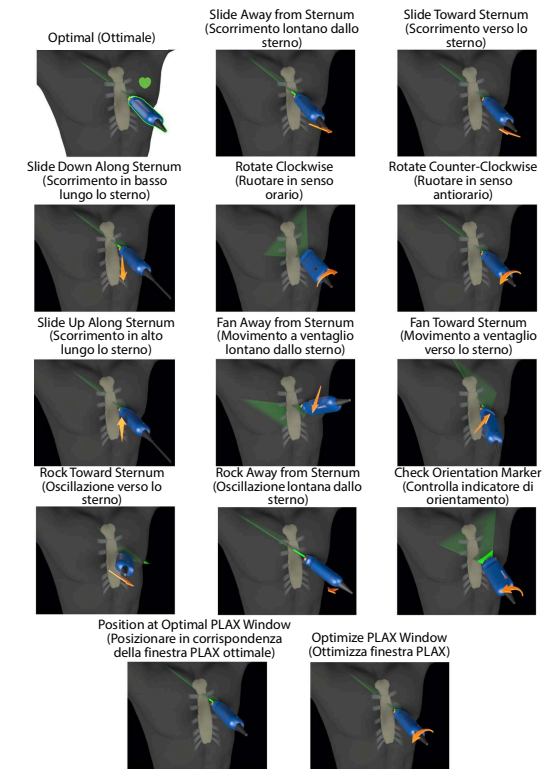 Optimal (Ottimale)
Slide Away from Sternum
(Scorrimento lontano dallo
sterno)
Slide Toward Sternum
(Scorrimento verso lo
sterno)
Slide Down Along Sternum
(Scorrimento in basso
lungo lo sterno)
Rotate Clockwise
(Ruotare in senso
orario)
Rotate Counter-Clockwise
(Ruotare in senso
antiorario)
Slide Up Along Sternum
(Scorrimento in alto
lungo lo sterno)
Fan Away from Sternum
(Movimento a ventaglio
lontano dallo sterno)
Fan Toward Sternum
(Movimento a ventaglio
verso lo sterno)
Rock Toward Sternum
(Oscillazione verso lo
sterno)
Rock Away from Sternum
(Oscillazione lontana dallo
sterno)
Check Orientation Marker
(Controlla indicatore di
orientamento)
Position at Optimal PLAX Window
(Posizionare in corrispondenza
della finestra PLAX ottimale)
Optimize PLAX Window
(Ottimizza finestra PLAX)